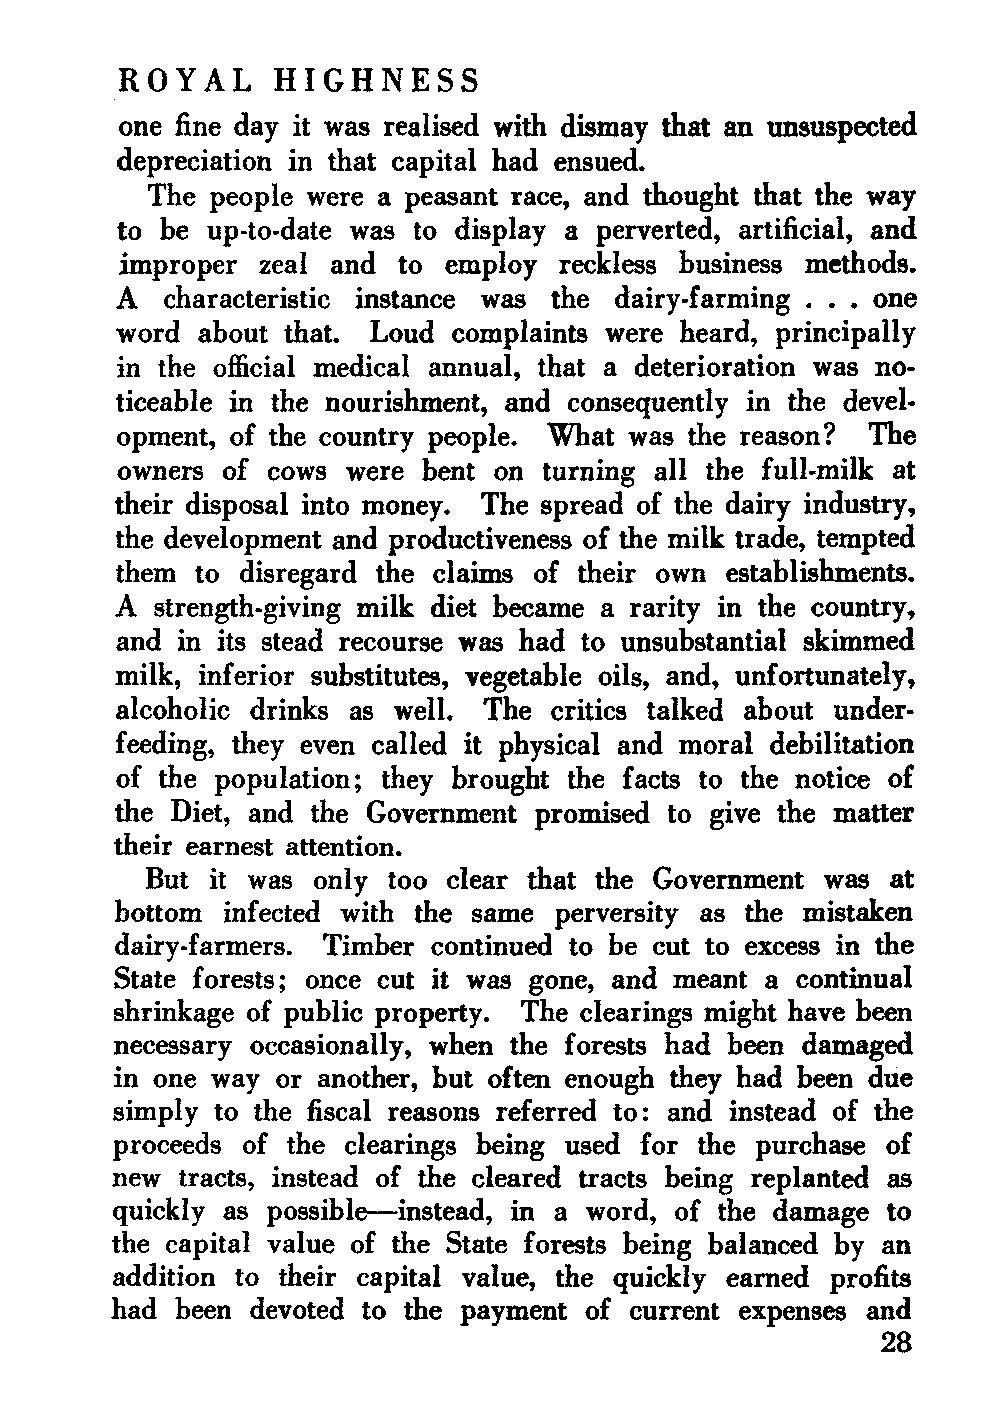 ROYAL HIGHNESS
one fine day it was realised with dismay that an unsuspected
depreciation in that capital had ensued.
The people were a peasant race, and thought that the way
to be up-to-date was to display a perverted, artificial, and
improper zeal and to employ reckless business methods.
A characteristic instance was the dairy-farming . . . one
word about that. Loud complaints were heard, principally
in the official medical annual, that a deterioration was no-
ticeable in the nourishment, and consequently in the devel-
opment, of the country people. What was the reason? The
owners of cows were bent on turning all the full-milk at
their disposal into money. The spread of the dairy industry,
the development and productiveness of the milk trade, tempted
them to disregard the claims of their own establishments.
A strength-giving milk diet became a rarity in the country,
and in its stead recourse was had to unsubstantial skimmed
milk, inferior substitutes, vegetable oils, and, unfortunately,
alcoholic drinks as well. The critics talked about under-
feeding, they even called it physical and moral debilitation
of the population; they brought the facts to the notice of
the Diet, and the Government promised to give the matter
their earnest attention.
But it was only too clear that the Government was at
bottom infected with the same perversity as the mistaken
dairy-farmers. Timber continued to be cut to excess in the
State forests; once cut it was gone, and meant a continual
shrinkage of public property. The clearings might have been
necessary occasionally, when the forests had been damaged
in one way or another, but often enough they had been due
simply to the fiscal reasons referred to: and instead of the
proceeds of the clearings being used for the purchase of
new tracts, instead of the cleared tracts being replanted as
quickly as possible—instead, in a word, of the damage to
the capital value of the State forests being balanced by an
addition to their capital value, the quickly earned profits
had been devoted to the payment of current expenses and
28